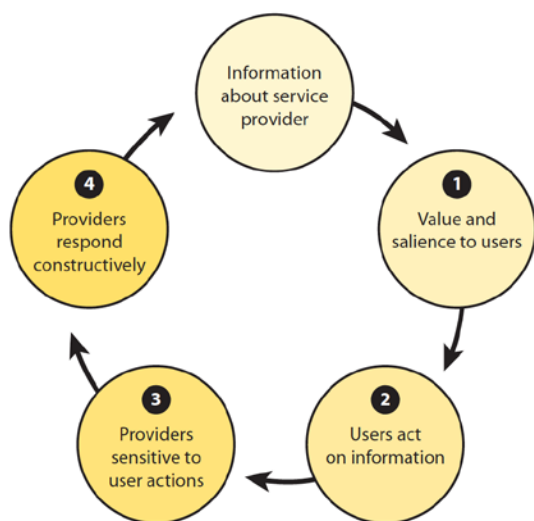 Information
about service
provider
1
Value and
salience to users
2
Users act
on information
3
Providers
sensitive to
user actions
4
Providers
respond
constructively